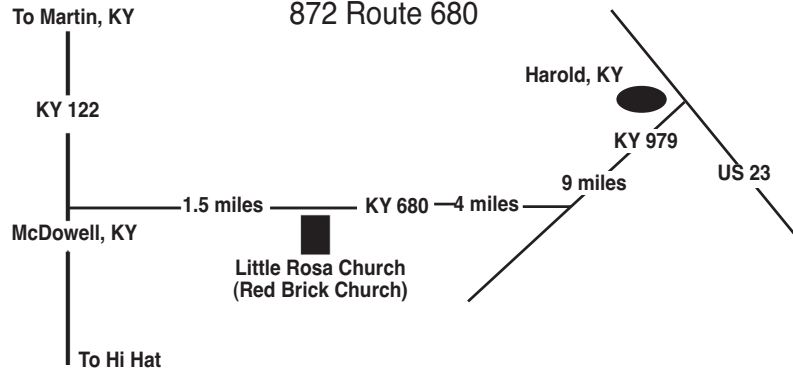 To Martin, KY
872 Route 680
Harold, KY
KY 122
KY 979
US 23
9 miles
1.5 miles
KY 680
4 miles
McDowell, KY
Little Rosa Church
(Red Brick Church)
To Hi Hat